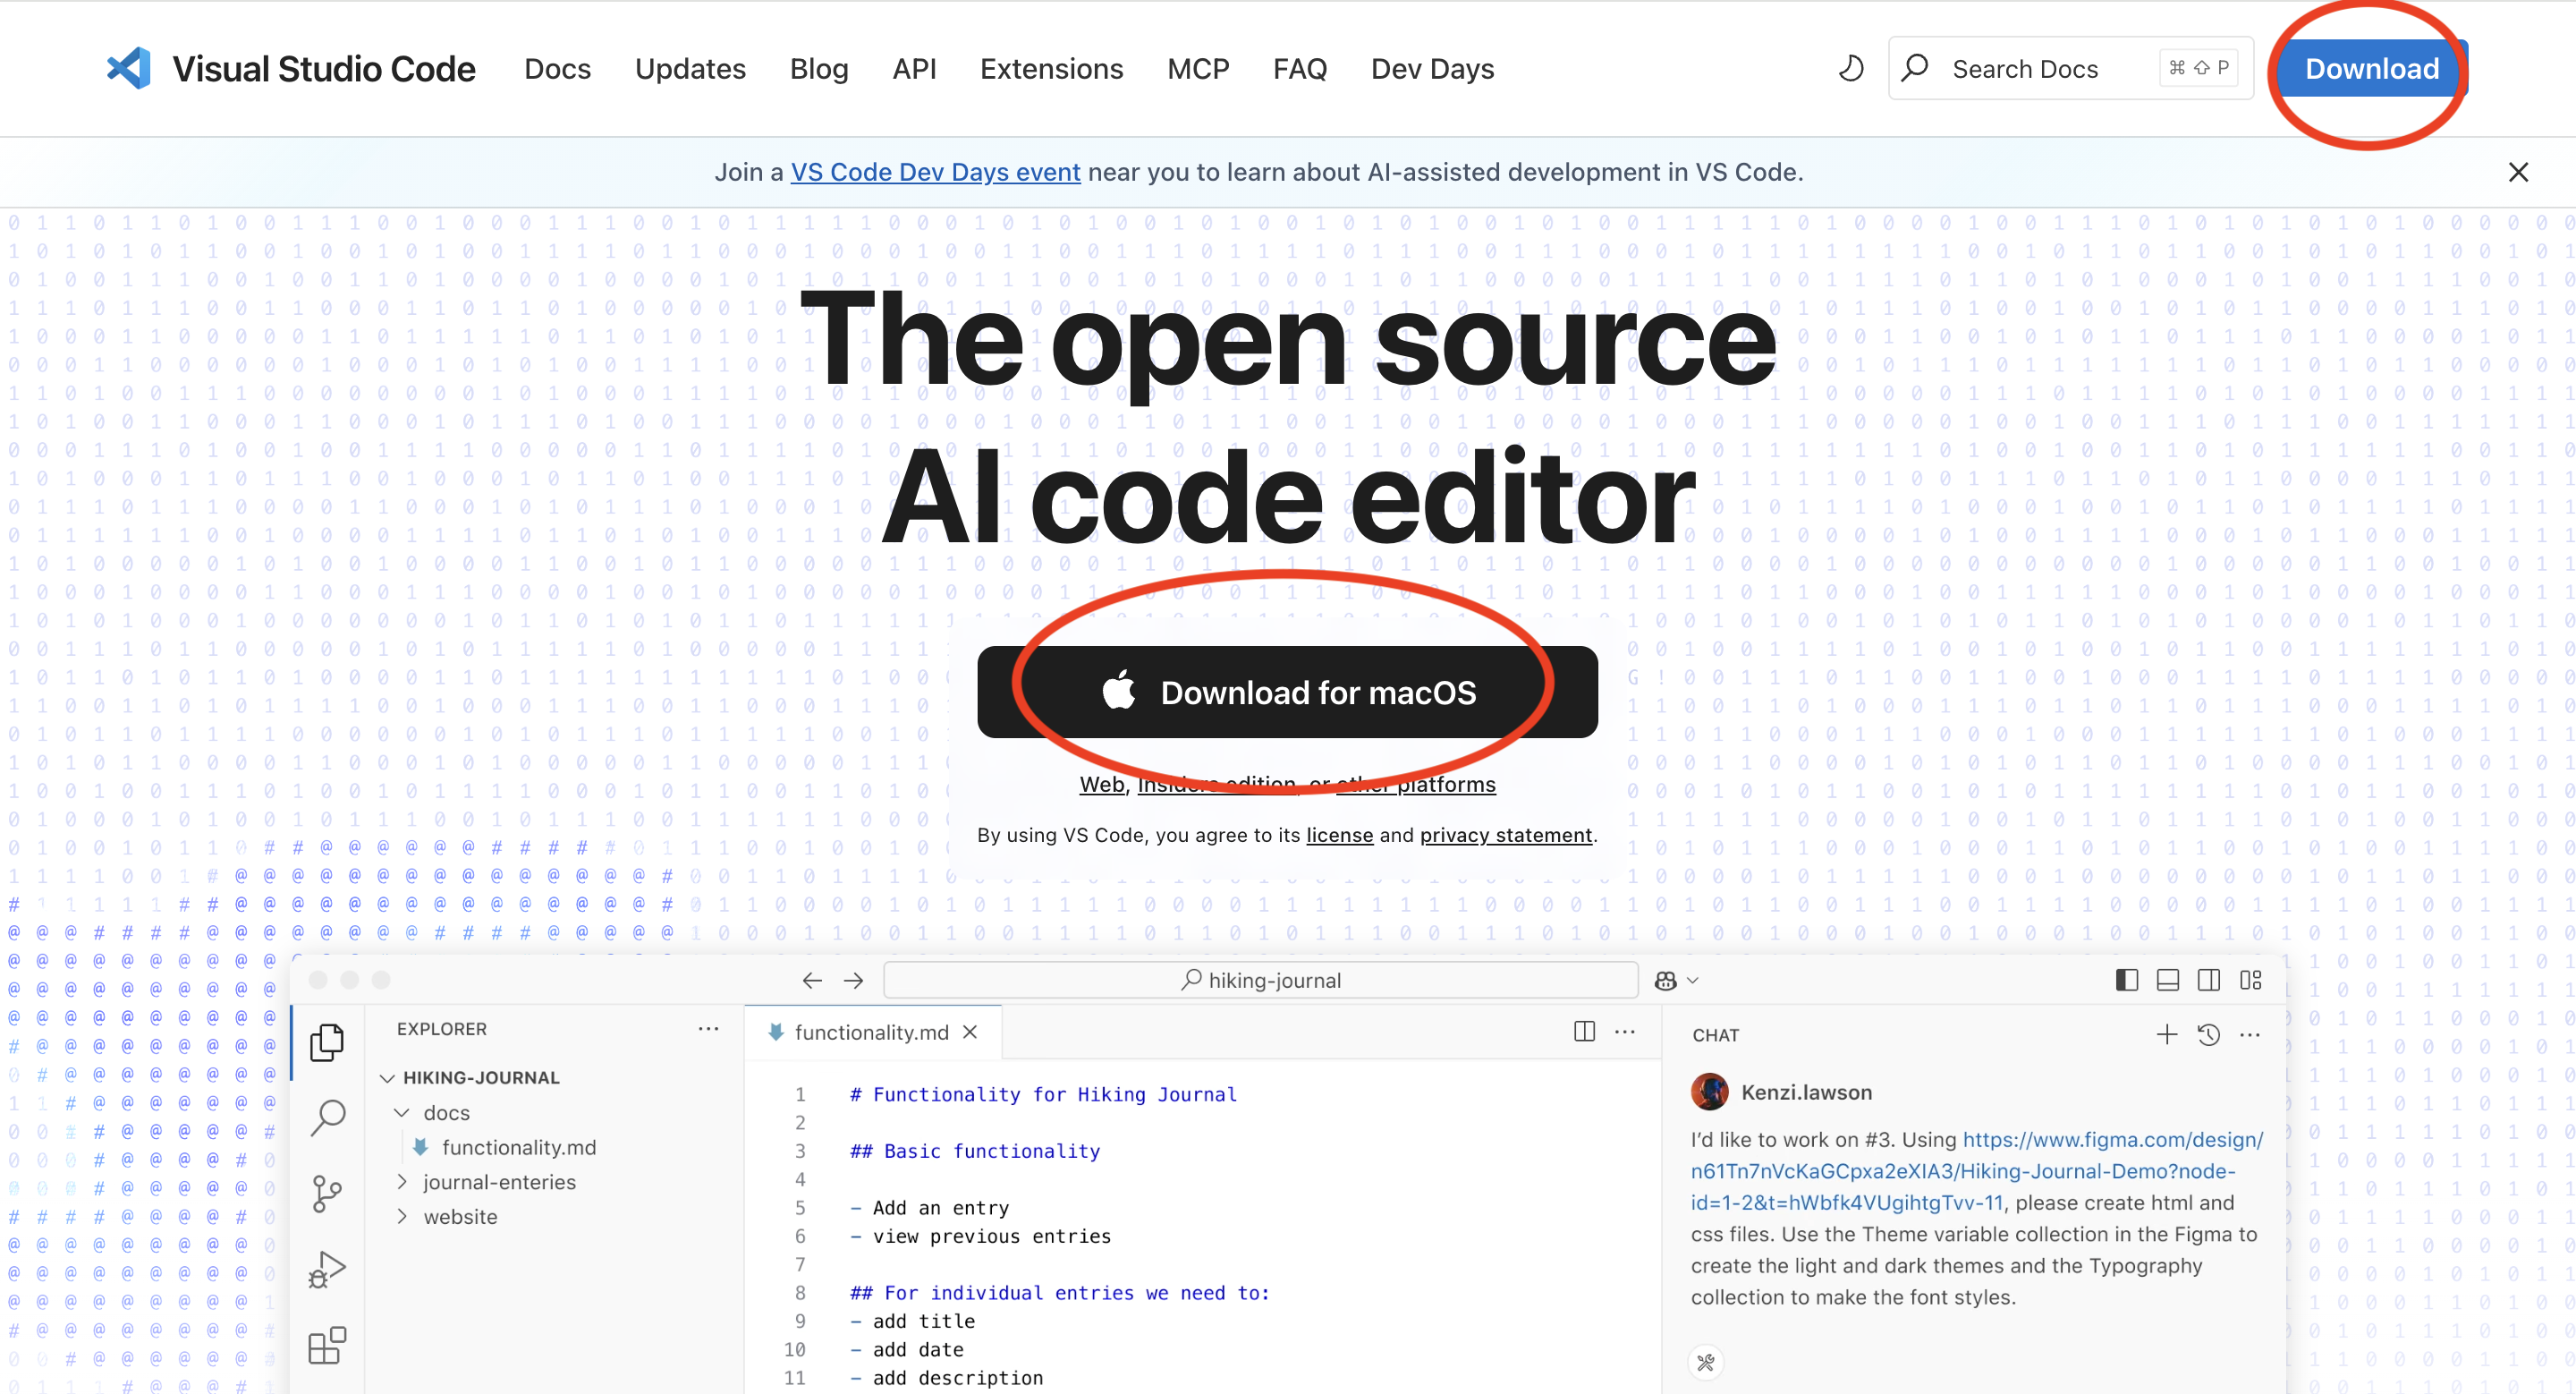 Visual Studio Code Docs Updates Blog API Extensions MCP FAQ Dev Days Search Docs ⌘ ⇧ P Download
Join a VS Code Dev Days event near you to learn about AI-assisted development in VS Code.
The open source
AI code editor
Download for macOS
Web, Insiders edition, or other platforms
By using VS Code, you agree to its license and privacy statement.
hiking-journal
EXPLORER
HIKING-JOURNAL
docs
functionality.md
journal-enteries
website
functionality.md
1 # Functionality for Hiking Journal
2
3 ## Basic functionality
4
5 - Add an entry
6 - view previous entries
7
8 ## For individual entries we need to:
9 - add title
10 - add date
11 - add description
CHAT
Kenzi.lawson
I'd like to work on #3. Using https://www.figma.com/design/
n61Tn7nVcKaGCpxa2eXIA3/Hiking-Journal-Demo?node-
id=1-2&t=hWbfk4VUgihtgTvv-11, please create html and
css files. Use the Theme variable collection in the Figma to
create the light and dark themes and the Typography
collection to make the font styles.